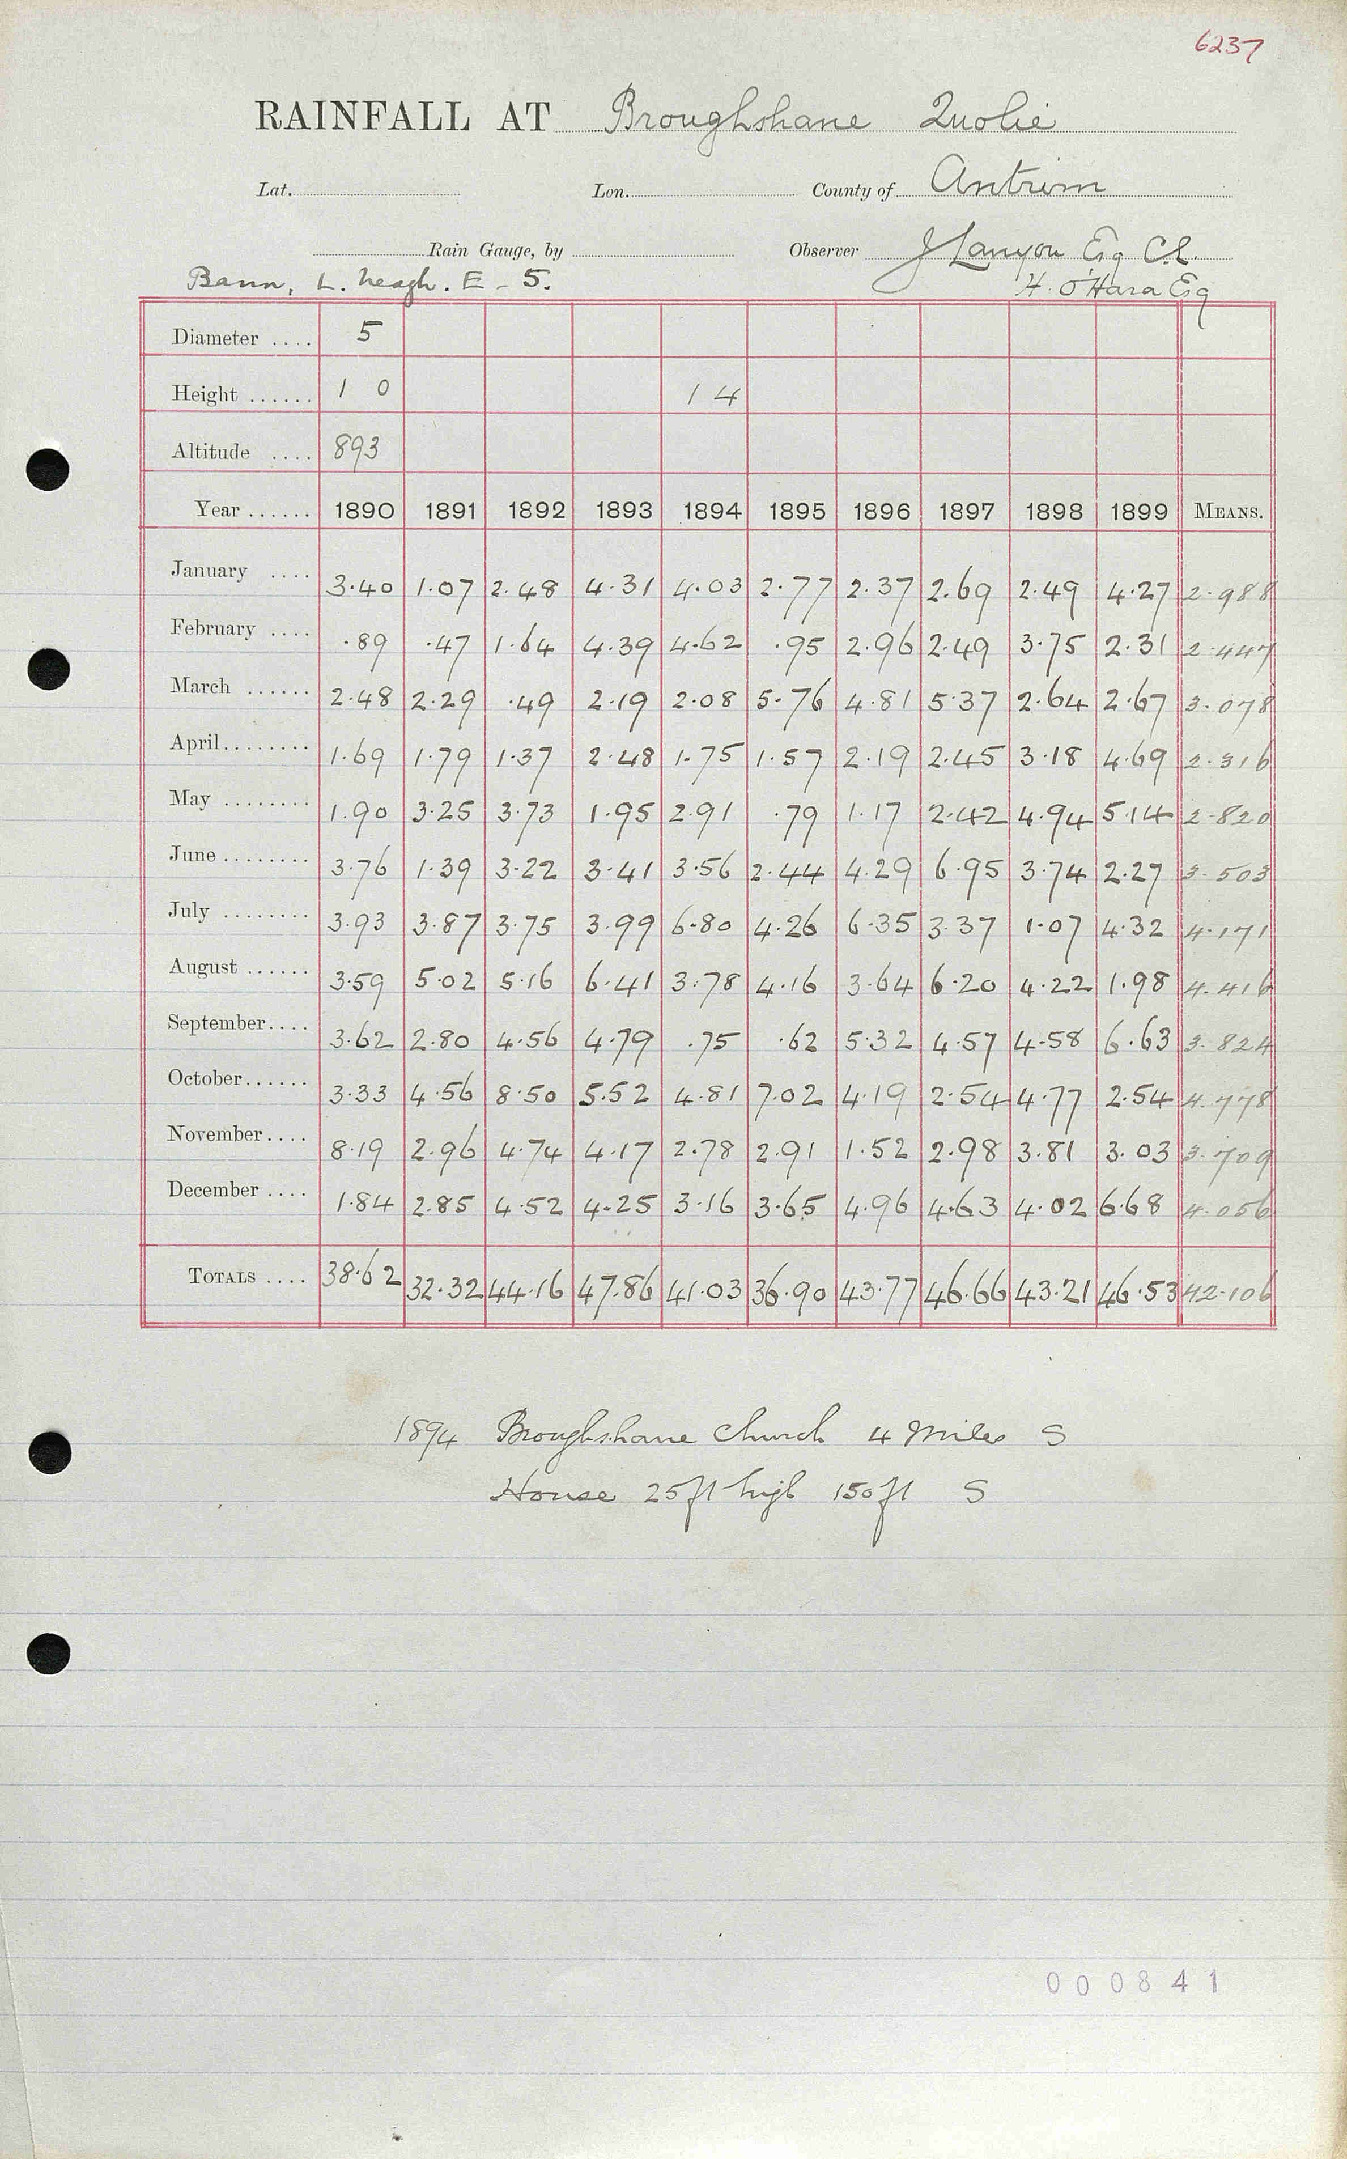 6237
RAINFALL AT Broughshane Quolie
Lat. Lon. County of Antrim
Rain Gauge, by Observer J Lanyon Esq C.E.
Bann, L. Neagh. E - 5. H. O'Hara Esq
Diameter .... 5
Height ...... 1 0 1 4
Altitude .... 893
Year ...... 1890 1891 1892 1893 1894 1895 1896 1897 1898 1899 MEANS.
January .... 3.40 1.07 2.48 4.31 4.03 2.77 2.37 2.69 2.49 4.27 2.988
February .... .89 .47 1.64 4.39 4.62 .95 2.96 2.49 3.75 2.31 2.447
March ...... 2.48 2.29 .49 2.19 2.08 5.76 4.81 5.37 2.64 2.67 3.078
April........ 1.69 1.79 1.37 2.48 1.75 1.57 2.19 2.45 3.18 4.69 2.316
May ........ 1.90 3.25 3.73 1.95 2.91 .79 1.17 2.42 4.94 5.14 2.820
June ........ 3.76 1.39 3.22 3.41 3.56 2.44 4.29 6.95 3.74 2.27 3.503
July ........ 3.93 3.87 3.75 3.99 6.80 4.26 6.35 3.37 1.07 4.32 4.171
August ...... 3.59 5.02 5.16 6.41 3.78 4.16 3.64 6.20 4.22 1.98 4.416
September.... 3.62 2.80 4.56 4.79 .75 .62 5.32 4.57 4.58 6.63 3.824
October...... 3.33 4.56 8.50 5.52 4.81 7.02 4.19 2.54 4.77 2.54 4.778
November.... 8.19 2.96 4.74 4.17 2.78 2.91 1.52 2.98 3.81 3.03 3.709
December .... 1.84 2.85 4.52 4.25 3.16 3.65 4.96 4.63 4.02 6.68 4.056
TOTALS .... 38.62 32.32 44.16 47.86 41.03 36.90 43.77 46.66 43.21 46.53 42.106
1894 Broughshane Church 4 Miles S
House 25ft high 150ft S
000841